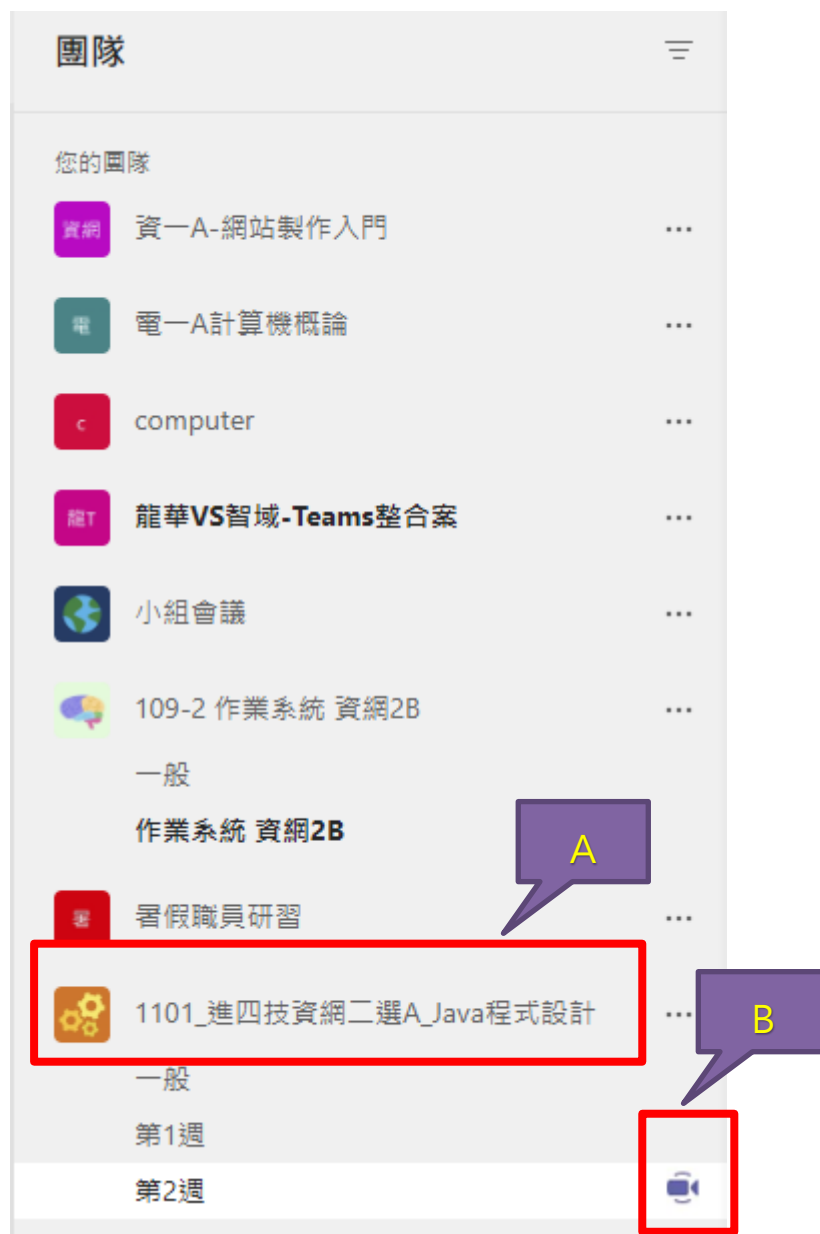 團隊
您的團隊
資網 資一A-網站製作入門 ...
電 電一A計算機概論 ...
c computer ...
龍T 龍華VS智域-Teams整合案 ...
小組會議 ...
109-2 作業系統 資網2B ...
一般
作業系統 資網2B
A
暑 暑假職員研習 ...
1101_進四技資網二選A_Java程式設計 ...
B
一般
第1週
第2週